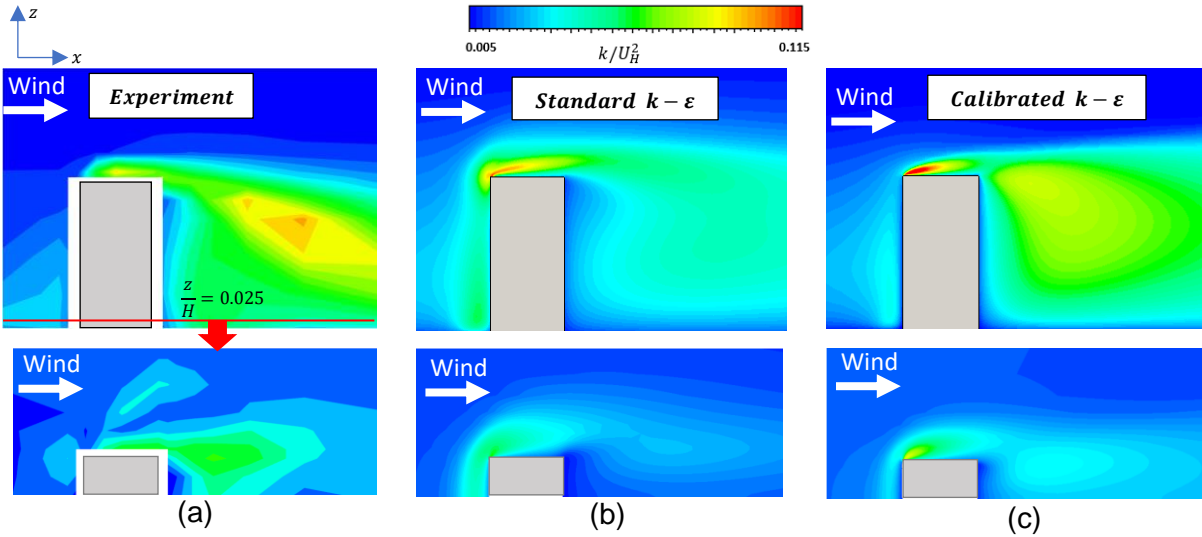 z
x
0.005
0.115
k/U_H^2
Wind
Experiment
Wind
Standard k − ε
Wind
Calibrated k − ε
z/H = 0.025
Wind
Wind
Wind
(a)
(b)
(c)